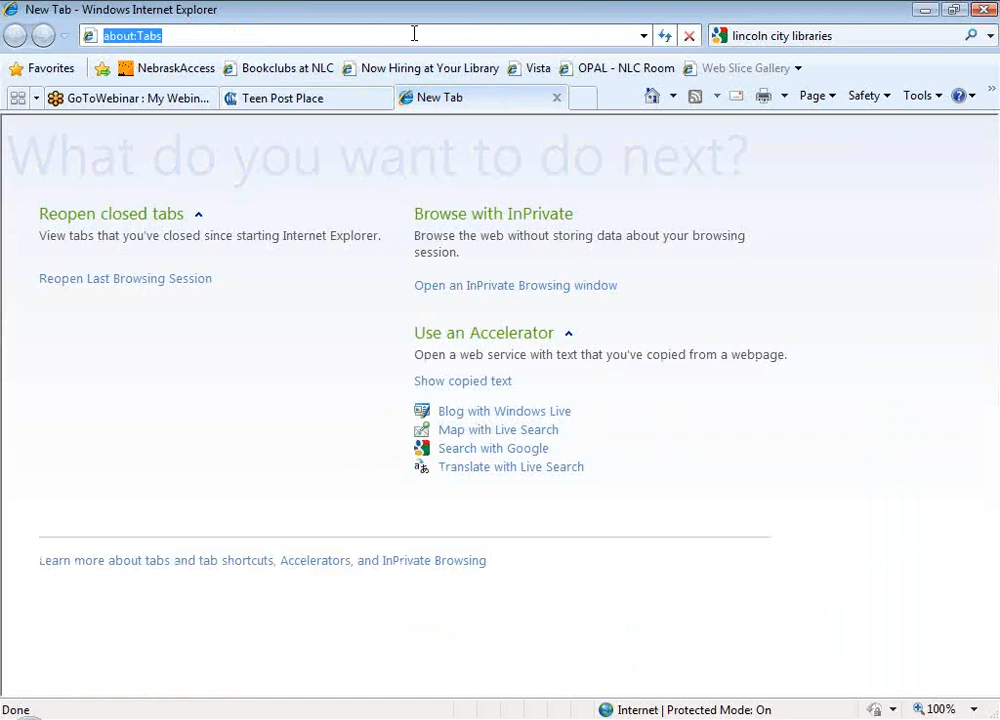 New Tab - Windows Internet Explorer
about:Tabs
lincoln city libraries
Favorites NebraskAccess Bookclubs at NLC Now Hiring at Your Library Vista OPAL - NLC Room Web Slice Gallery
GoToWebinar : My Webin... Teen Post Place New Tab Page Safety Tools
What do you want to do next?
Reopen closed tabs
View tabs that you've closed since starting Internet Explorer.
Reopen Last Browsing Session
Browse with InPrivate
Browse the web without storing data about your browsing
session.
Open an InPrivate Browsing window
Use an Accelerator
Open a web service with text that you've copied from a webpage.
Show copied text
Blog with Windows Live
Map with Live Search
Search with Google
Translate with Live Search
Learn more about tabs and tab shortcuts, Accelerators, and InPrivate Browsing
Done Internet | Protected Mode: On 100%